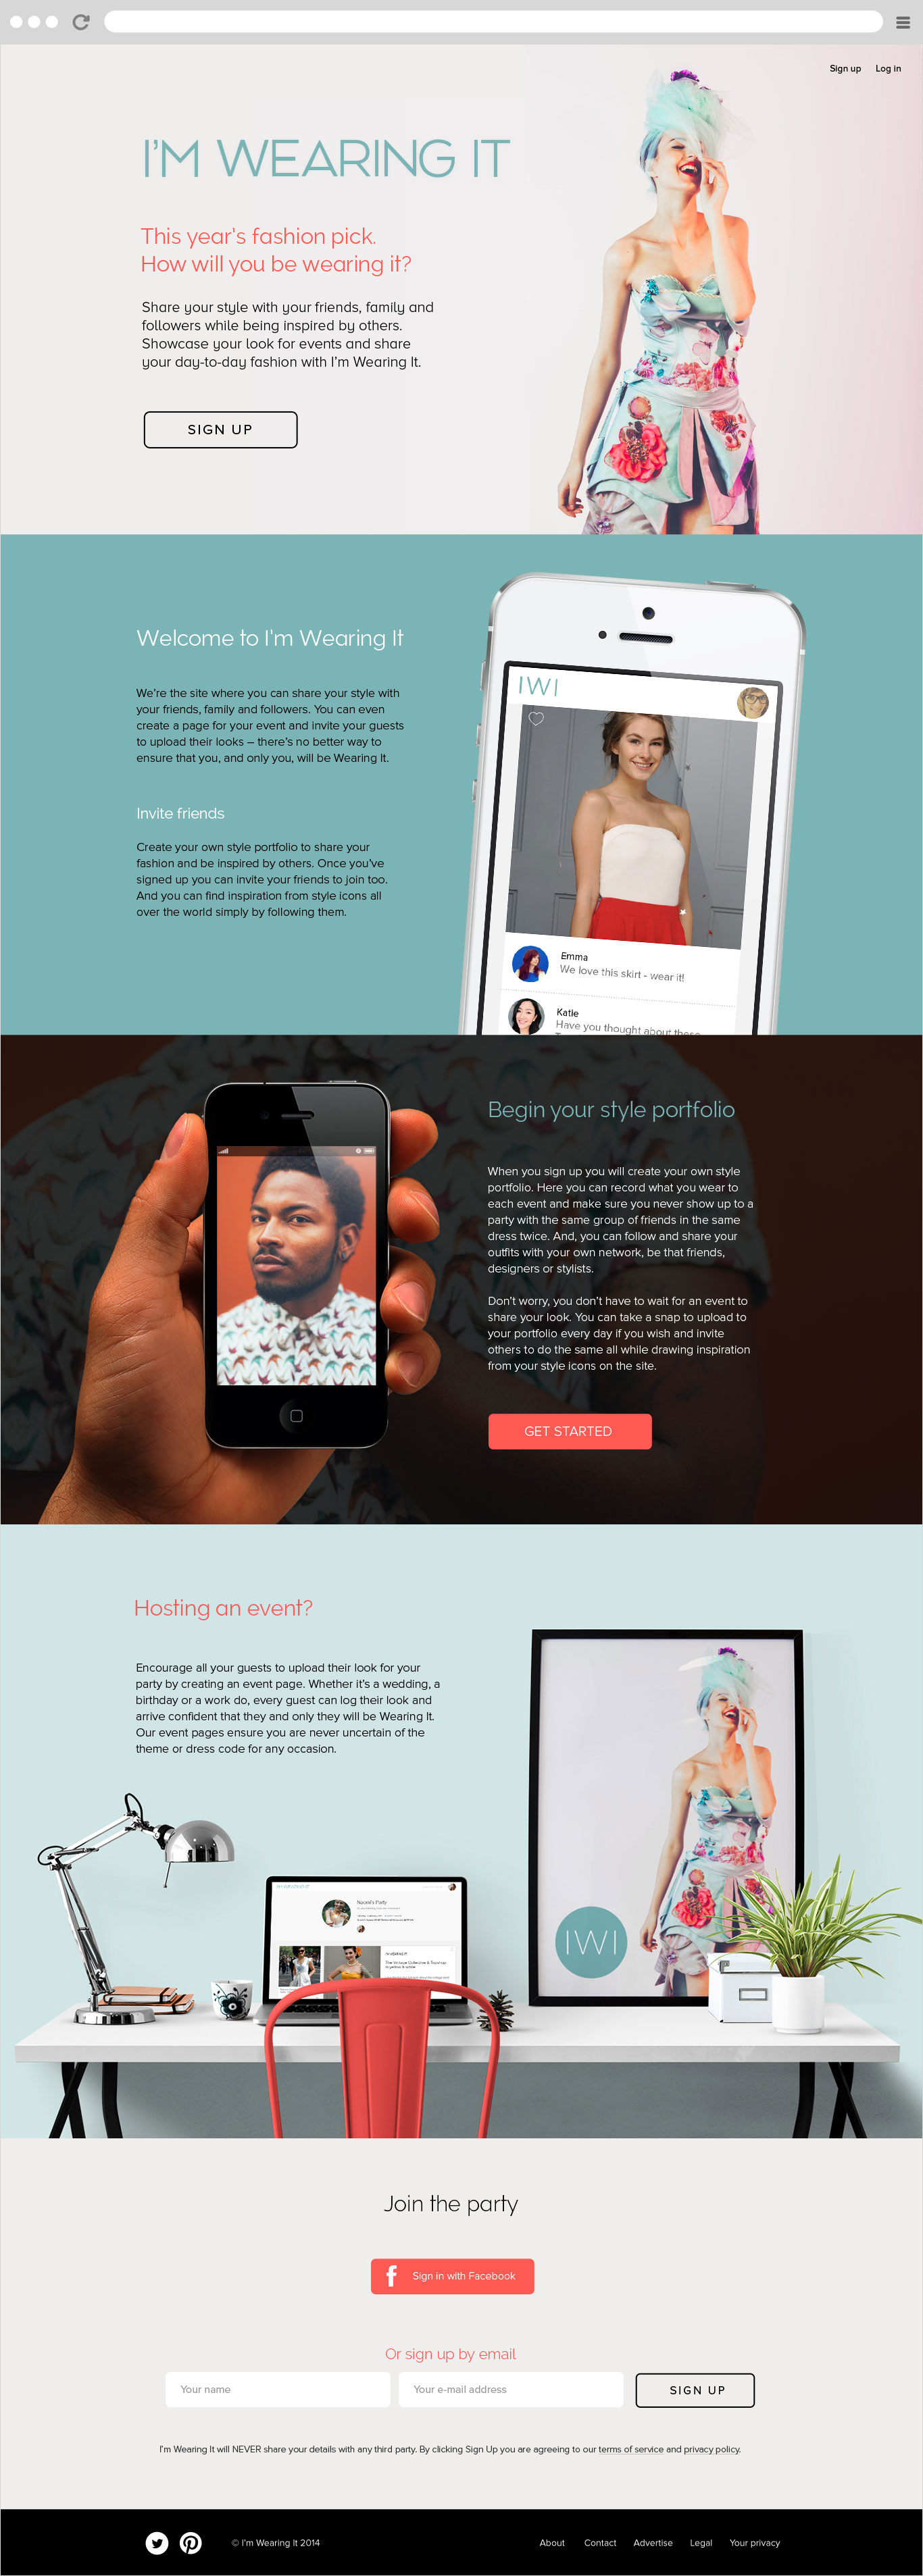 Sign up Log in
I'M WEARING IT
This year's fashion pick.
How will you be wearing it?
Share your style with your friends, family and
followers while being inspired by others.
Showcase your look for events and share
your day-to-day fashion with I'm Wearing It.
SIGN UP
Welcome to I'm Wearing It
We're the site where you can share your style with
your friends, family and followers. You can even
create a page for your event and invite your guests
to upload their looks – there's no better way to
ensure that you, and only you, will be Wearing It.
Invite friends
Create your own style portfolio to share your
fashion and be inspired by others. Once you've
signed up you can invite your friends to join too.
And you can find inspiration from style icons all
over the world simply by following them.
IWI
Emma
We love this skirt - wear it!
Katie
Have you thought about these
Begin your style portfolio
When you sign up you will create your own style
portfolio. Here you can record what you wear to
each event and make sure you never show up to a
party with the same group of friends in the same
dress twice. And, you can follow and share your
outfits with your own network, be that friends,
designers or stylists.
Don't worry, you don't have to wait for an event to
share your look. You can take a snap to upload to
your portfolio every day if you wish and invite
others to do the same all while drawing inspiration
from your style icons on the site.
GET STARTED
Hosting an event?
Encourage all your guests to upload their look for your
party by creating an event page. Whether it's a wedding, a
birthday or a work do, every guest can log their look and
arrive confident that they and only they will be Wearing It.
Our event pages ensure you are never uncertain of the
theme or dress code for any occasion.
Naomi's Party
IWI
Join the party
Sign in with Facebook
Or sign up by email
Your name
Your e-mail address
SIGN UP
I'm Wearing It will NEVER share your details with any third party. By clicking Sign Up you are agreeing to our terms of service and privacy policy.
© I'm Wearing It 2014
About Contact Advertise Legal Your privacy